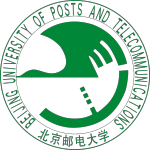 BEIJING UNIVERSITY OF POSTS AND TELECOMMUNICATIONS
北京邮电大学